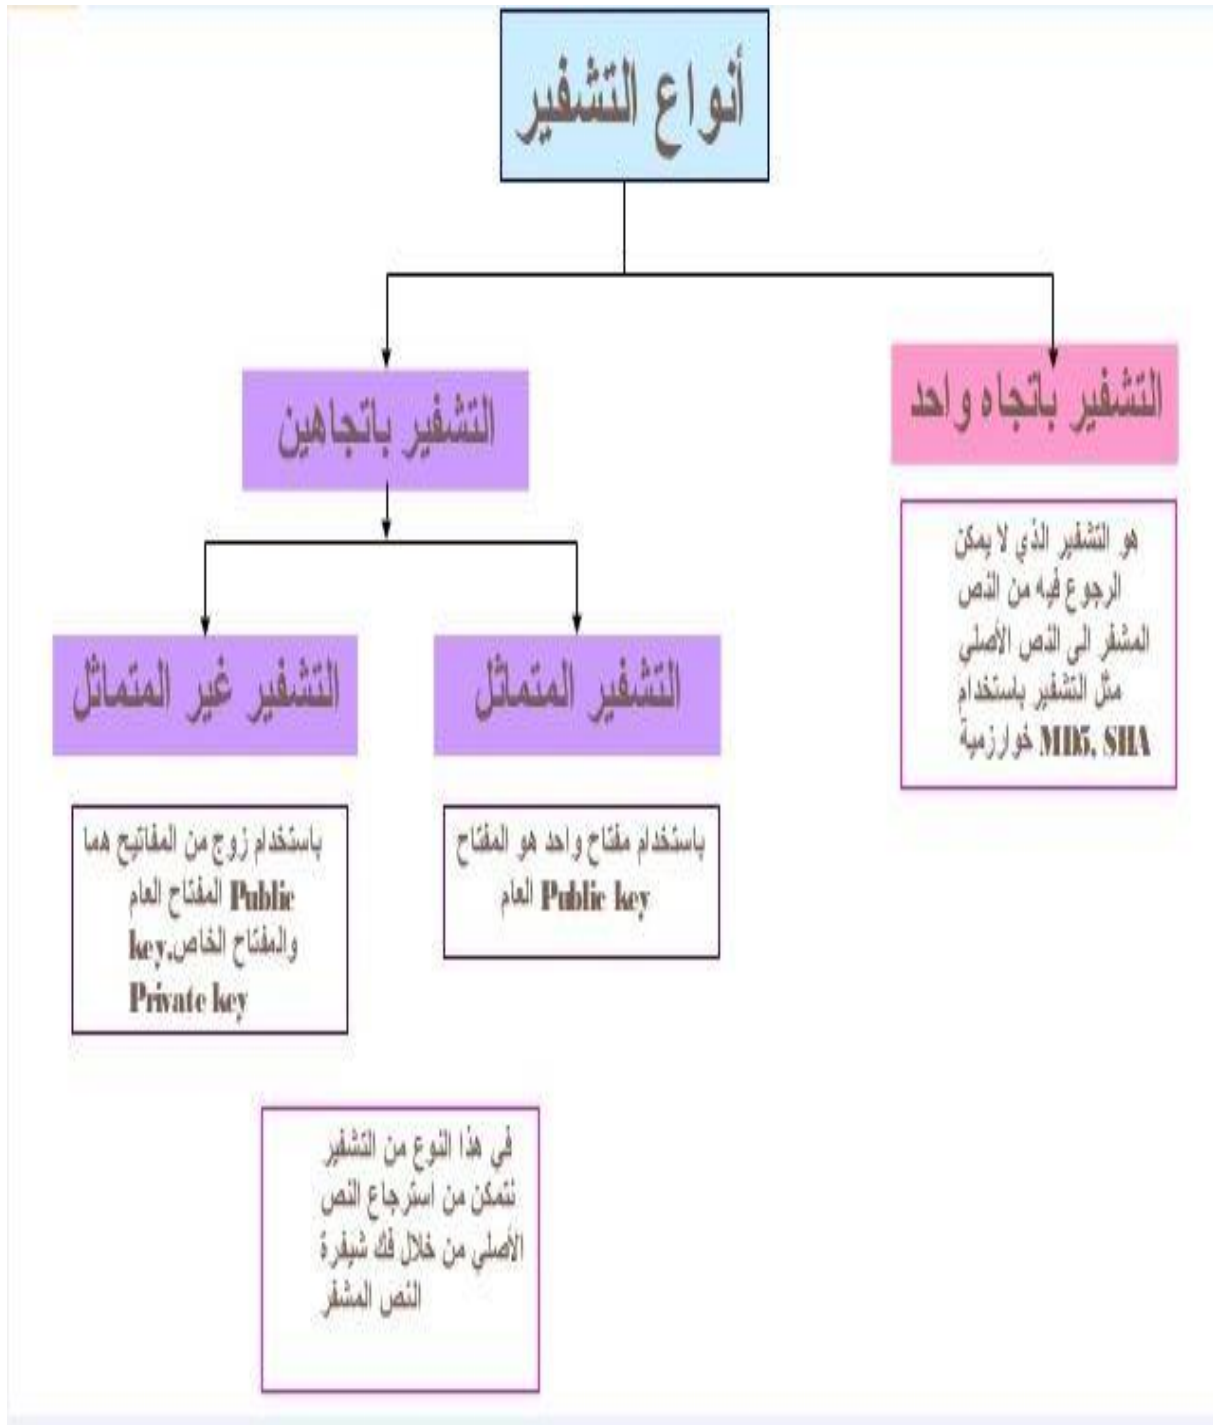 أنواع التشفير
التشفير باتجاه واحد
هو التشفير الذي لا يمكن
الرجوع فيه من النص
المشفر الى النص الأصلي
مثل التشفير باستخدام
خوارزمية MD5, SHA
التشفير باتجاهين
التشفير المتماثل
باستخدام مفتاح واحد هو المفتاح
العام Public key
التشفير غير المتماثل
باستخدام زوج من المفاتيح هما
المفتاح العام Public
key,والمفتاح الخاص
Private key
في هذا النوع من التشفير
نتمكن من استرجاع النص
الأصلي من خلال فك شيفرة
النص المشفر